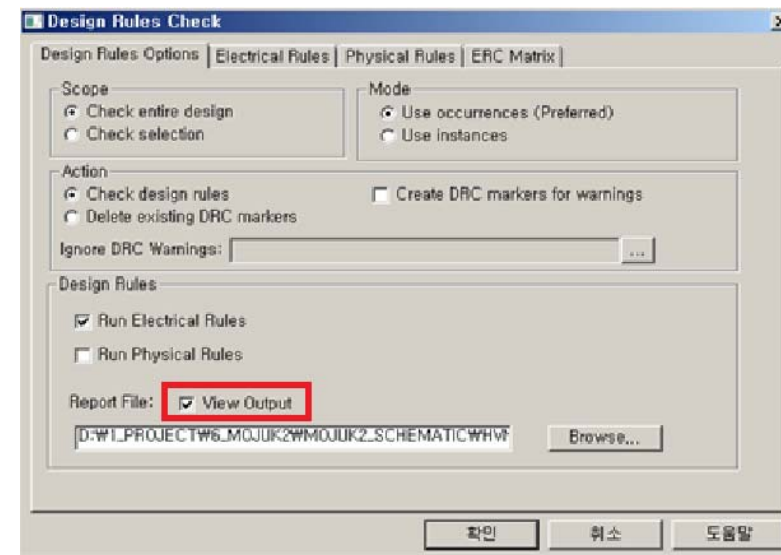 Design Rules Check
Design Rules Options Electrical Rules Physical Rules ERC Matrix
Scope
Check entire design
Check selection
Mode
Use occurrences (Preferred)
Use instances
Action
Check design rules
Create DRC markers for warnings
Delete existing DRC markers
Ignore DRC Warnings:
...
Design Rules
Run Electrical Rules
Run Physical Rules
Report File: View Output
D:₩1_PROJECT₩6_MOJUK2₩MOJUK2_SCHEMATIC₩HVI
Browse...
확인 취소 도움말